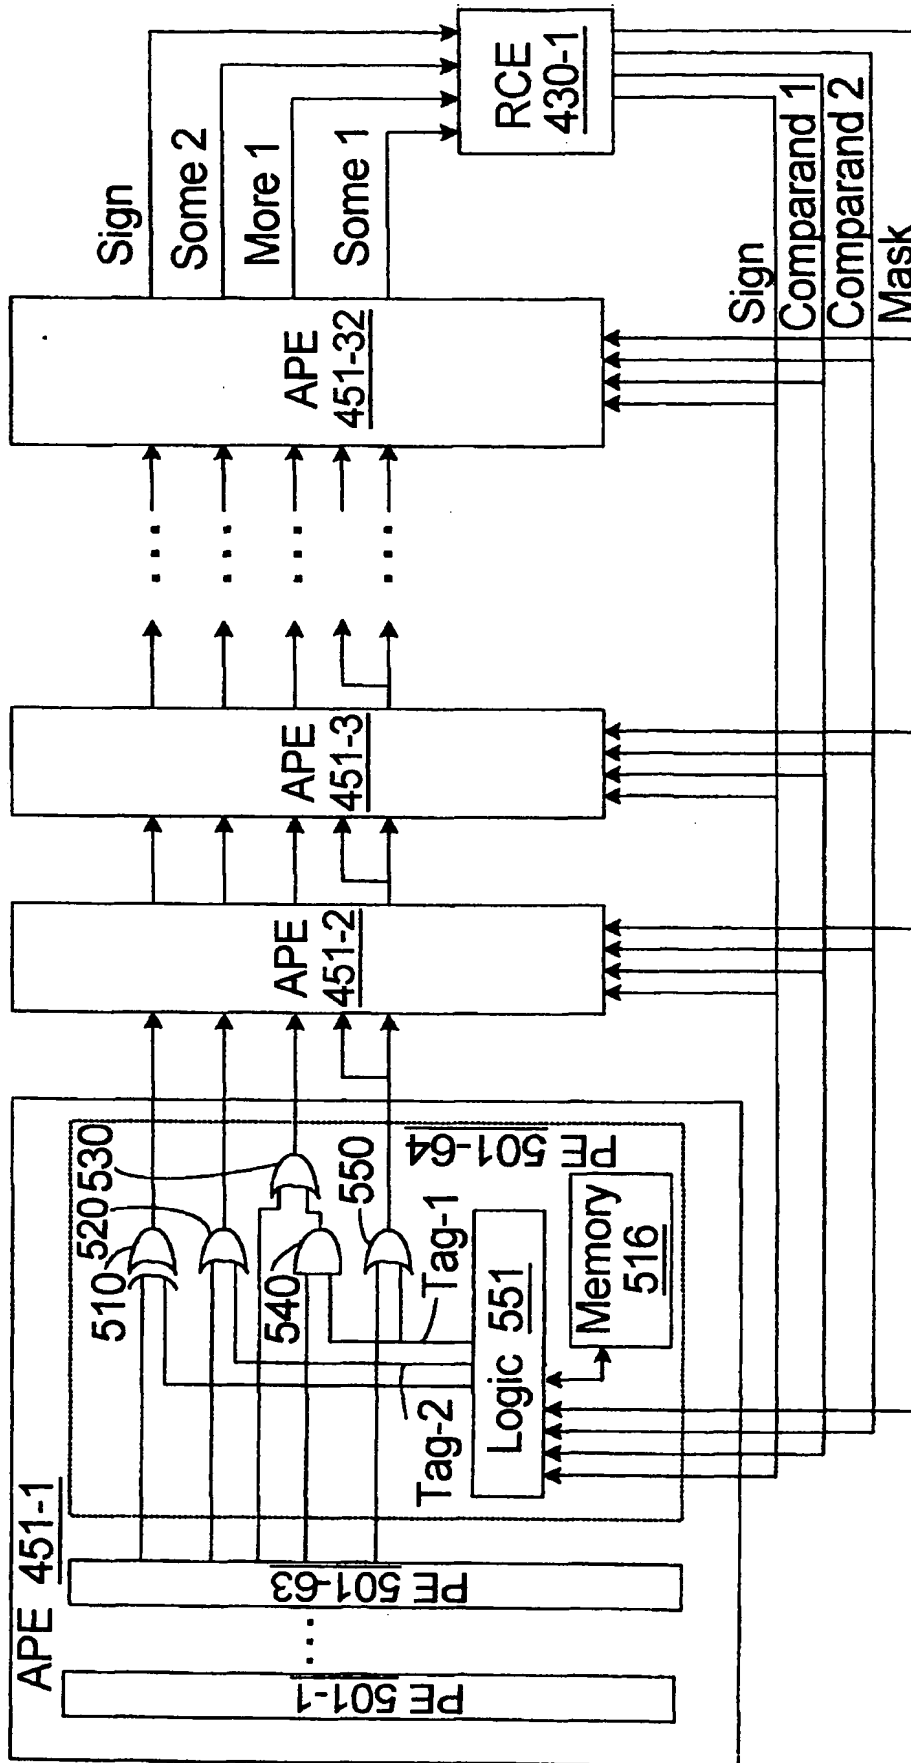 Sign
Some 2
More 1
Some 1
RCE
430-1
Sign
Comparand 1
Comparand 2
Mask
APE
451-32
APE
451-3
APE
451-2
APE 451-1
510
520
530
540
550
Tag-1
Tag-2
Logic 551
Memory
516
PE 501-64
PE 501-63
PE 501-1